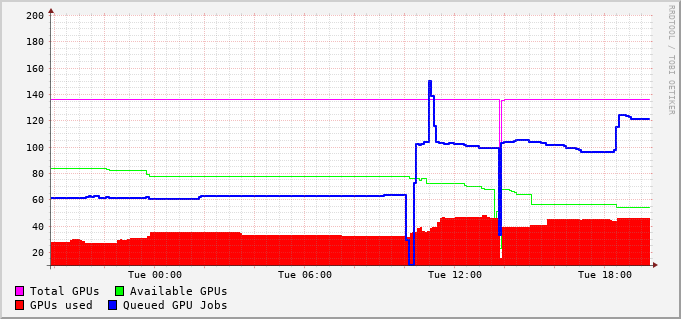 200
180
160
140
120
100
80
60
40
20
Tue 00:00 Tue 06:00 Tue 12:00 Tue 18:00
Total GPUs Available GPUs
GPUs used Queued GPU Jobs
RRDTOOL / TOBI OETIKER